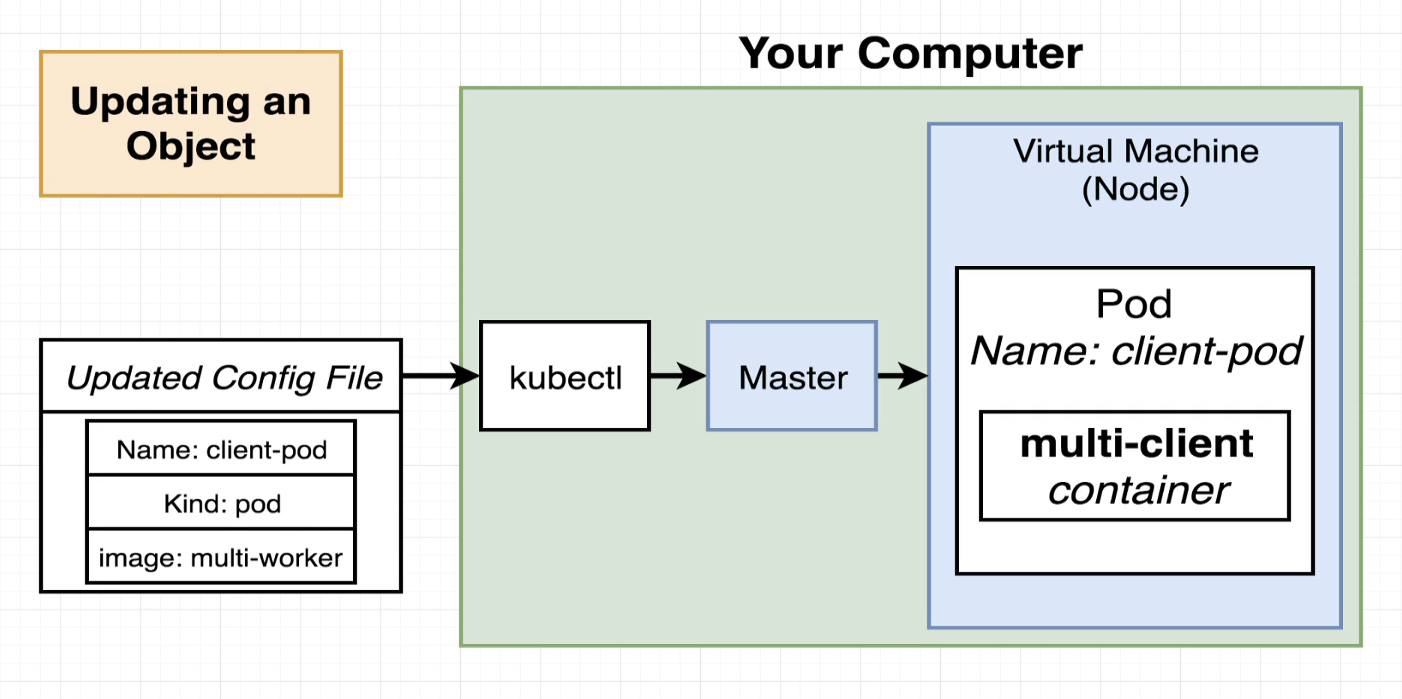 Updating an
Object
Your Computer
Virtual Machine
(Node)
Pod
Name: client-pod
multi-client
container
kubectl
Master
Updated Config File
Name: client-pod
Kind: pod
image: multi-worker